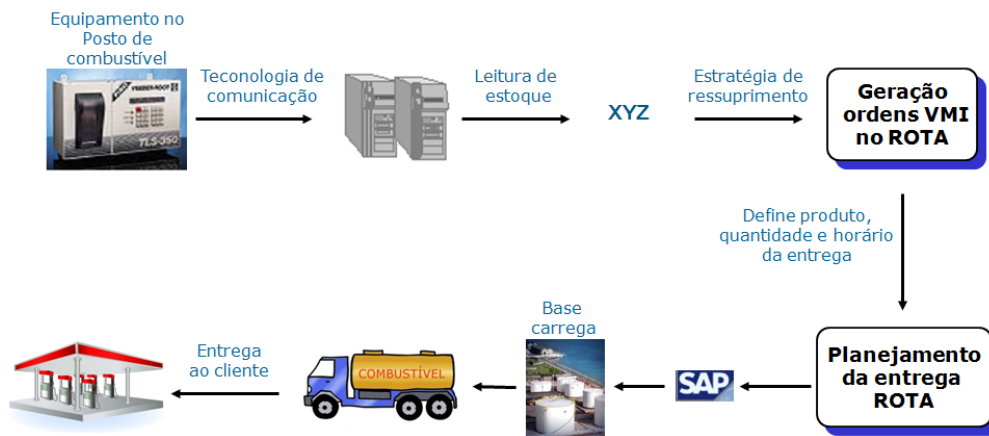 Equipamento no
Posto de
combustível
VEEDER-ROOT
TLS-350
Teconologia de
comunicação
Leitura de
estoque
XYZ
Estratégia de
ressuprimento
Geração
ordens VMI
no ROTA
Define produto,
quantidade e horário
da entrega
Planejamento
da entrega
ROTA
SAP
Base
carrega
COMBUSTÍVEL
Entrega
ao cliente